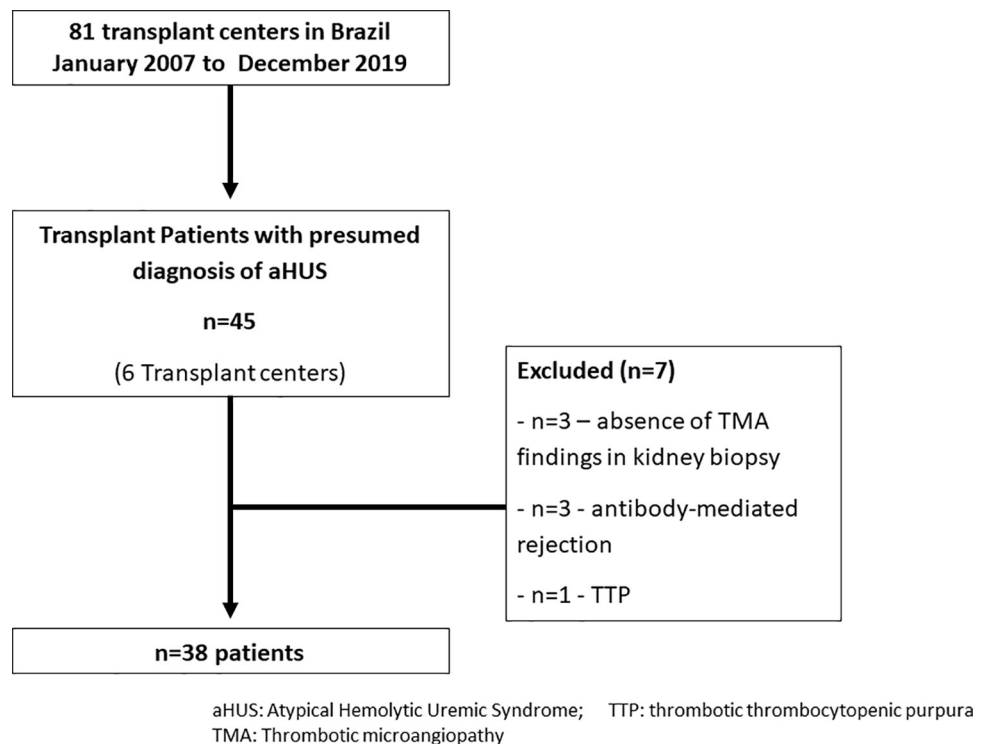 81 transplant centers in Brazil
January 2007 to December 2019
Transplant Patients with presumed
diagnosis of aHUS
n=45
(6 Transplant centers)
Excluded (n=7)
- n=3 – absence of TMA
findings in kidney biopsy
- n=3 - antibody-mediated
rejection
- n=1 - TTP
n=38 patients
aHUS: Atypical Hemolytic Uremic Syndrome; TTP: thrombotic thrombocytopenic purpura
TMA: Thrombotic microangiopathy